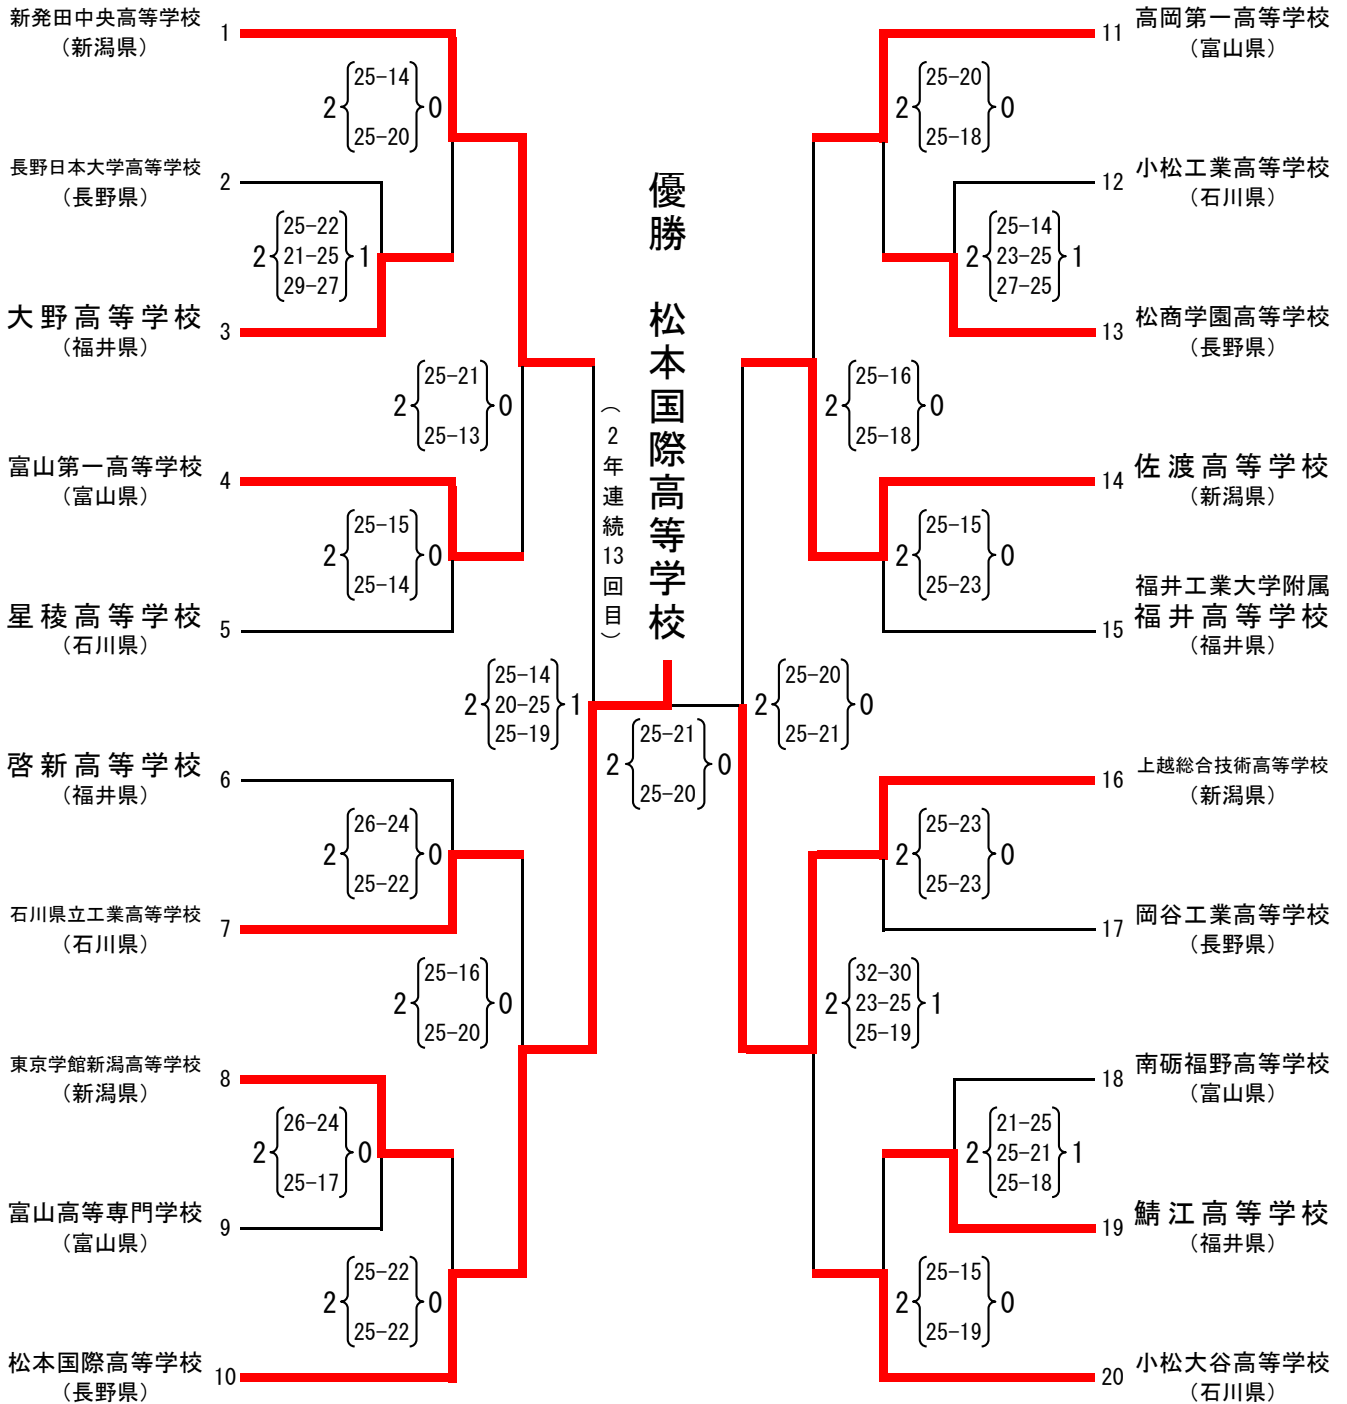 新発田中央高等学校
（新潟県）
1
2
25-14
25-20
0
長野日本大学高等学校
（長野県）
2
2
25-22
21-25
29-27
1
大野高等学校
（福井県）
3
2
25-21
25-13
0
富山第一高等学校
（富山県）
4
2
25-15
25-14
0
星稜高等学校
（石川県）
5
2
25-14
20-25
25-19
1
啓新高等学校
（福井県）
6
2
26-24
25-22
0
石川県立工業高等学校
（石川県）
7
2
25-16
25-20
0
東京学館新潟高等学校
（新潟県）
8
2
26-24
25-17
0
富山高等専門学校
（富山県）
9
2
25-22
25-22
0
松本国際高等学校
（長野県）
10
優勝　松本国際高等学校
（2年連続13回目）
2
25-21
25-20
0
11
高岡第一高等学校
（富山県）
2
25-20
25-18
0
12
小松工業高等学校
（石川県）
2
25-14
23-25
27-25
1
13
松商学園高等学校
（長野県）
2
25-16
25-18
0
14
佐渡高等学校
（新潟県）
2
25-15
25-23
0
15
福井工業大学附属
福井高等学校
（福井県）
2
25-20
25-21
0
16
上越総合技術高等学校
（新潟県）
2
25-23
25-23
0
17
岡谷工業高等学校
（長野県）
2
32-30
23-25
25-19
1
18
南砺福野高等学校
（富山県）
2
21-25
25-21
25-18
1
19
鯖江高等学校
（福井県）
2
25-15
25-19
0
20
小松大谷高等学校
（石川県）